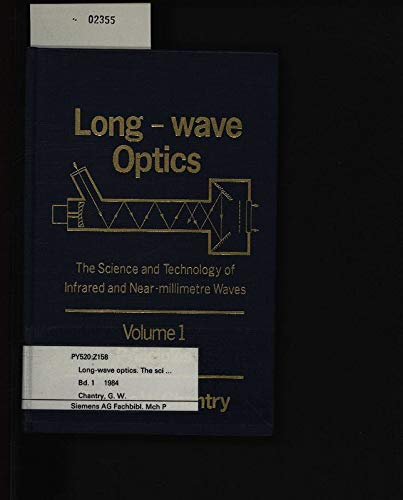 02355
Long – wave
Optics
The Science and Technology of
Infrared and Near-millimetre Waves
Volume 1
PY520,Z158
Long-wave optics. The sci ...
Bd. 1 1984
Chantry, G. W.
Siemens AG Fachbibl. Mch P
ntry